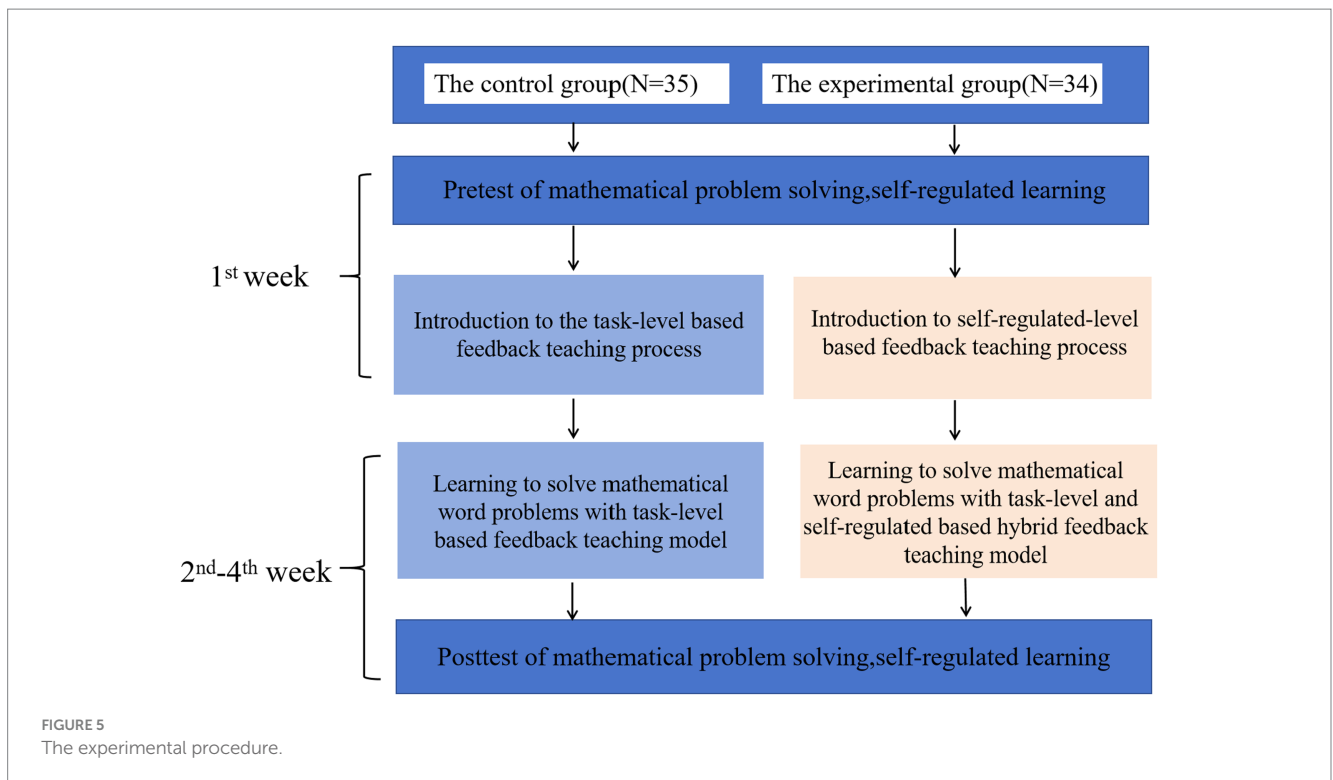 The control group(N=35)
The experimental group(N=34)
Pretest of mathematical problem solving,self-regulated learning
1st week
Introduction to the task-level based
feedback teaching process
Introduction to self-regulated-level
based feedback teaching process
2nd-4th week
Learning to solve mathematical
word problems with task-level
based feedback teaching model
Learning to solve mathematical
word problems with task-level and
self-regulated based hybrid feedback
teaching model
Posttest of mathematical problem solving,self-regulated learning
FIGURE 5
The experimental procedure.